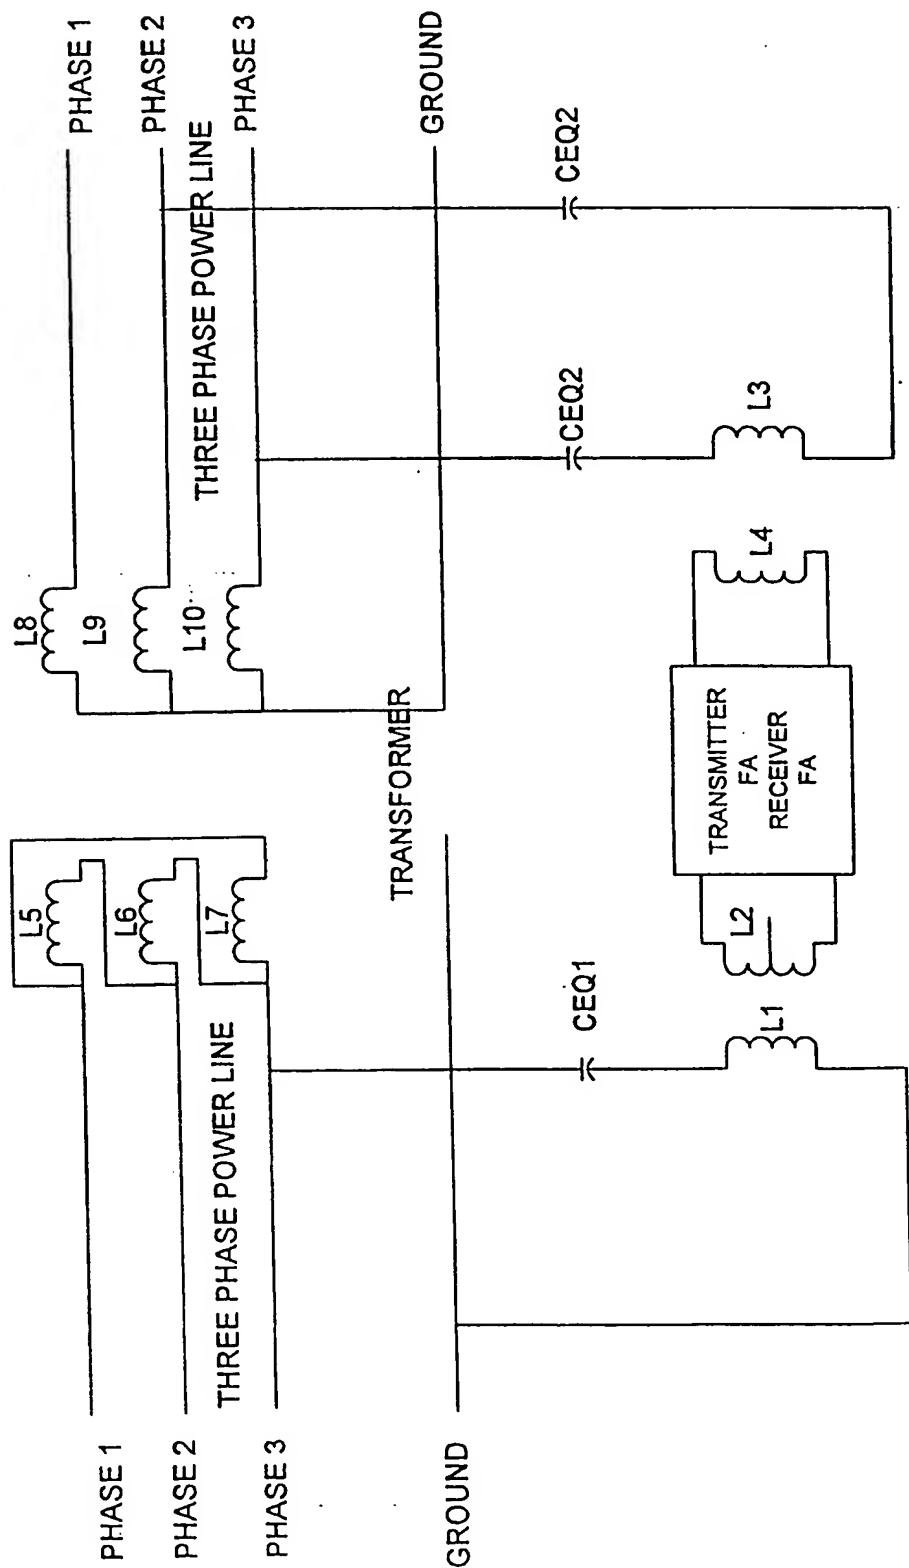 PHASE 1
PHASE 2
PHASE 3
GROUND
THREE PHASE POWER LINE
L5
L6
L7
TRANSFORMER
L8
L9
L10
THREE PHASE POWER LINE
PHASE 1
PHASE 2
PHASE 3
GROUND
CEQ1
L1
L2
TRANSMITTER
FA
RECEIVER
FA
L4
L3
CEQ2
CEQ2